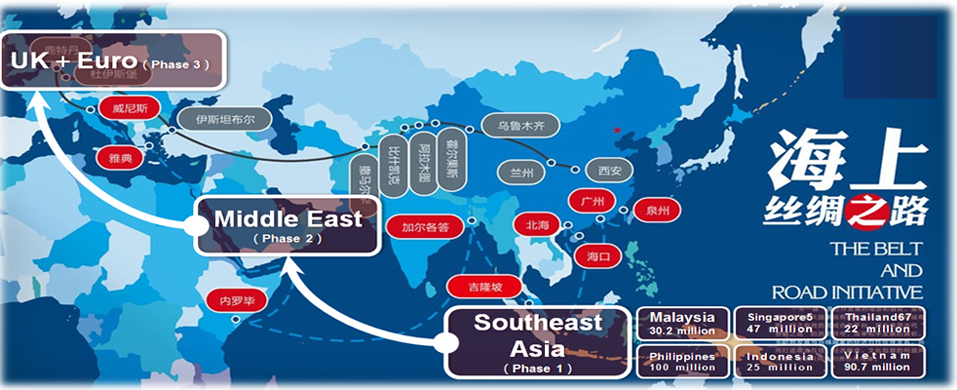 鹿特丹
UK + Euro (Phase 3)
杜伊斯堡
威尼斯
伊斯坦布尔
雅典
乌鲁木齐
霍尔果斯
阿拉木图
比什凯克
兰州
西安
海上
丝绸之路
广州
泉州
北海
海口
加尔各答
Middle East
(Phase 2)
THE BELT
AND
ROAD INITIATIVE
内罗毕
吉隆坡
Southeast
Asia
(Phase 1)
Malaysia
30.2 million
Singapore5
47 million
Thailand67
22 million
Philippines
100 million
Indonesia
25 million
Vietnam
90.7 million